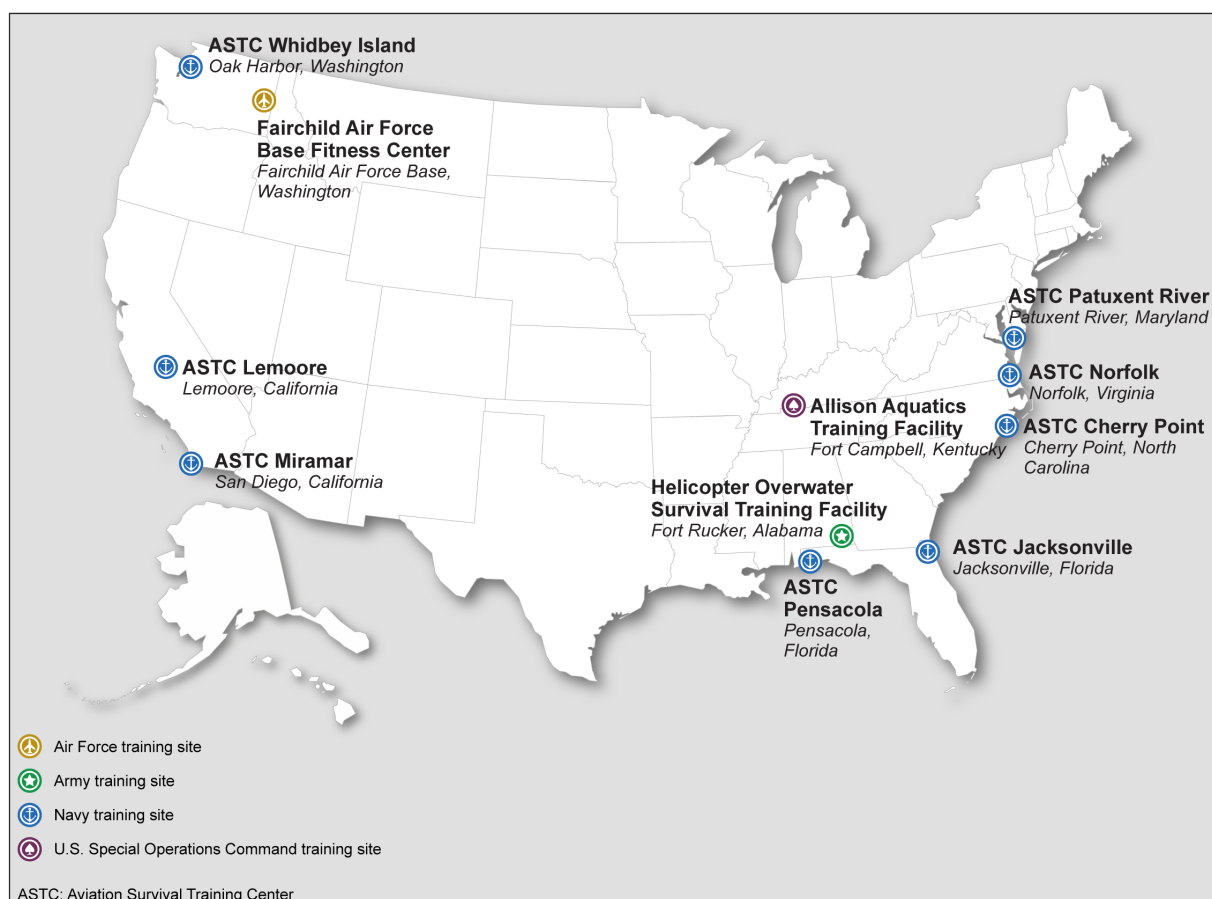 ASTC Whidbey Island
Oak Harbor, Washington
Fairchild Air Force
Base Fitness Center
Fairchild Air Force Base,
Washington
ASTC Patuxent River
Patuxent River, Maryland
ASTC Lemoore
Lemoore, California
ASTC Norfolk
Norfolk, Virginia
Allison Aquatics
Training Facility
Fort Campbell, Kentucky
ASTC Cherry Point
Cherry Point, North
Carolina
ASTC Miramar
San Diego, California
Helicopter Overwater
Survival Training Facility
Fort Rucker, Alabama
ASTC Jacksonville
Jacksonville, Florida
ASTC
Pensacola
Pensacola,
Florida
Air Force training site
Army training site
Navy training site
U.S. Special Operations Command training site
ASTC: Aviation Survival Training Center